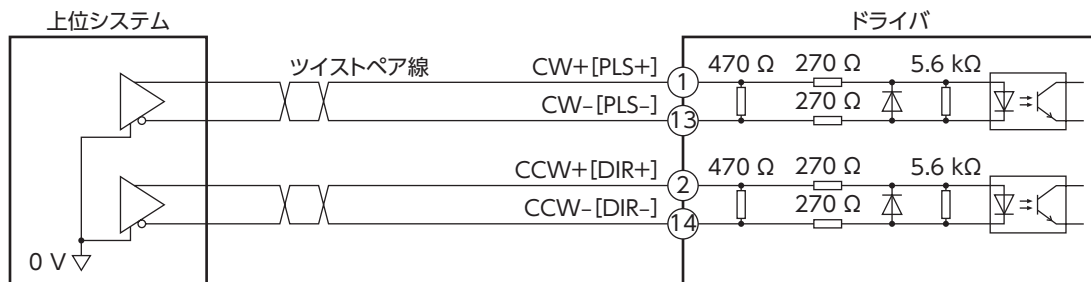 上位システム
ドライバ
ツイストペア線
CW+[PLS+]
1
470 Ω
270 Ω
5.6 kΩ
CW-[PLS-]
13
270 Ω
CCW+[DIR+]
2
470 Ω
270 Ω
5.6 kΩ
CCW-[DIR-]
14
270 Ω
0 V